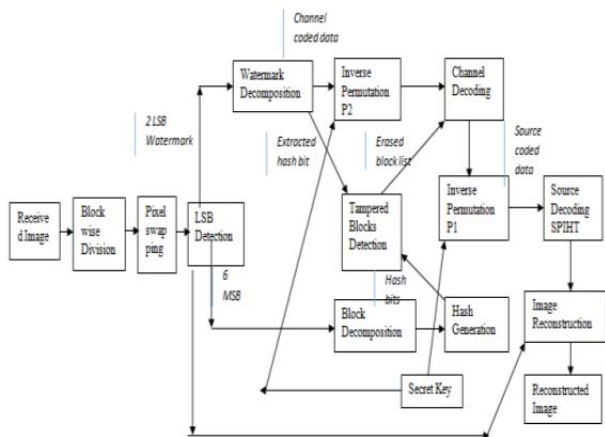 Channel
coded data
Watermark
Decomposition
Inverse
Permutation
P2
Channel
Decoding
2 LSB
Watermark
Extracted
hash bit
Erased
block list
Source
coded
data
Receive
d Image
Block
wise
Division
Pixel
swap
ping
LSB
Detection
Tampered
Blocks
Detection
Inverse
Permutation
P1
Source
Decoding
SPIHT
6
MSB
Hash
bits
Block
Decomposition
Hash
Generation
Image
Reconstruction
Secret Key
Reconstructed
Image